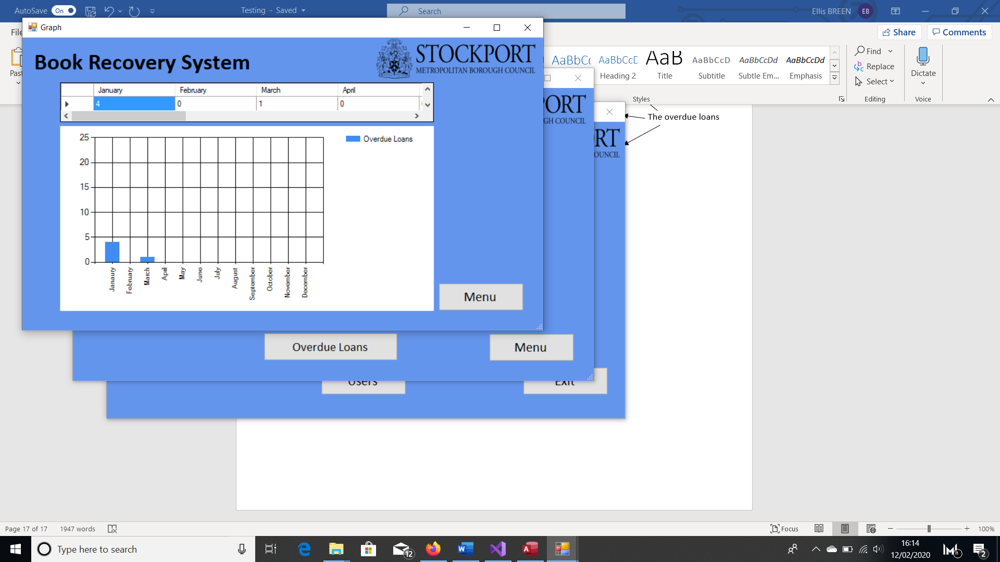 AutoSave On
Testing - Saved
Search
Ellis BREEN EB
File
Share
Comments
Graph
Book Recovery System
STOCKPORT
METROPOLITAN BOROUGH COUNCIL
January February March April
4 0 1 0
Overdue Loans
25
20
15
10
5
0
Janaury
February
March
April
May
June
July
August
September
October
November
December
Menu
Overdue Loans
Menu
Users
Exit
PORT
GH COUNCIL
RT
OUNCIL
Past
AaBbCc AaBbCcD AaB AaBbCcD AaBbCcDd AaBbCcDd
Heading 2 Title Subtitle Subtle Em... Emphasis
Styles
Find
Replace
Select
Editing
Dictate
Voice
The overdue loans
Page 17 of 17 1947 words
Focus
100%
Type here to search
12
16:14
12/02/2020
2